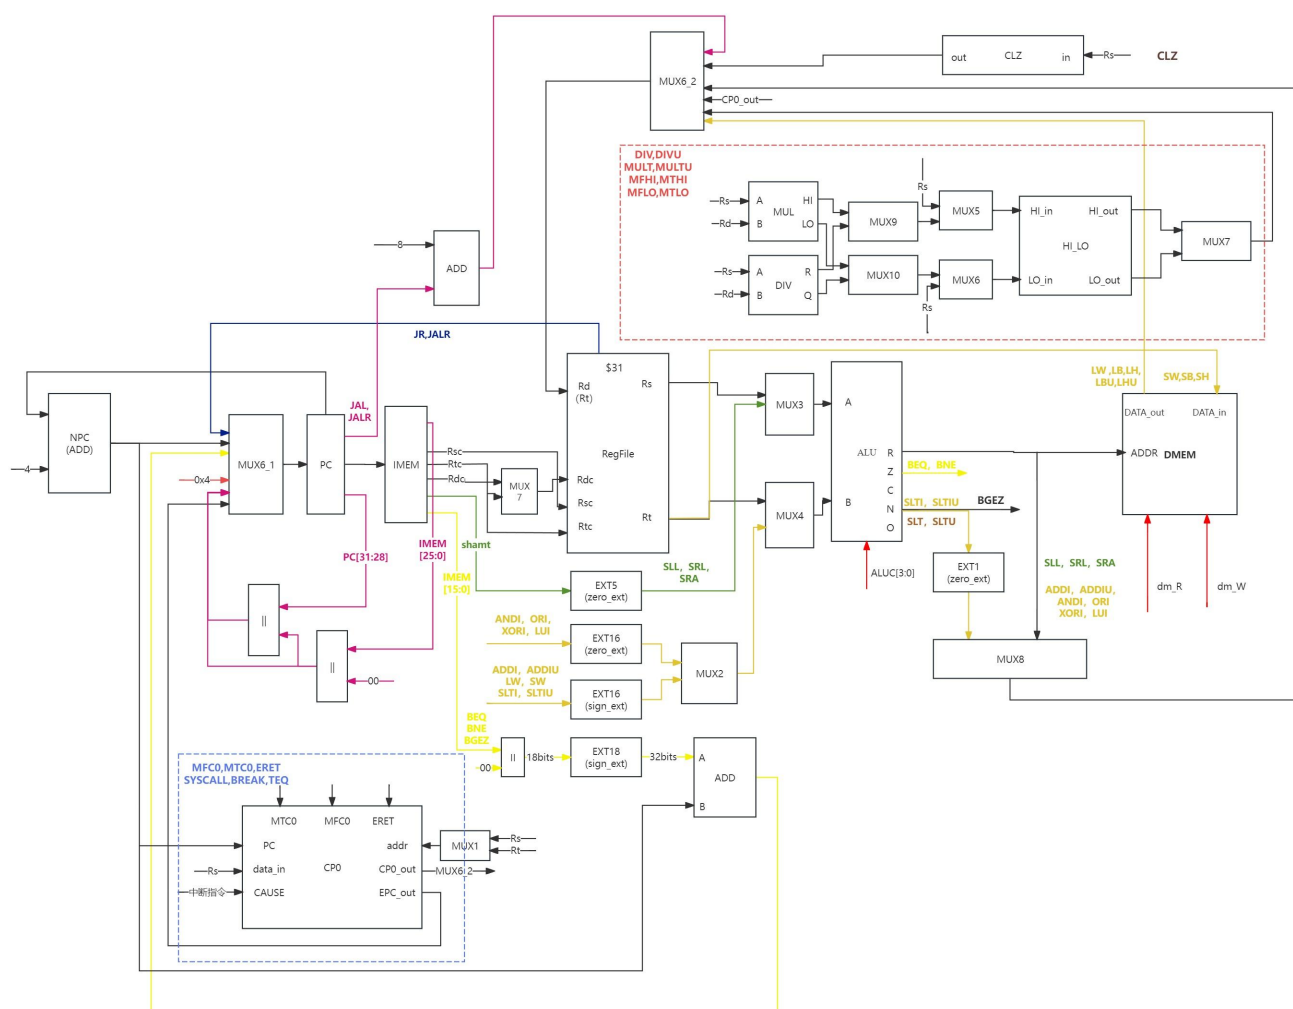 MUX6_2
out
CLZ
in
Rs
CLZ
CP0_out
DIV,DIVU
MULT,MULTU
MFHI,MTHI
MFLO,MTLO
Rs
Rd
A
B
MUL
HI
LO
Rs
Rd
A
B
DIV
R
Q
MUX9
MUX10
Rs
MUX5
MUX6
Rs
HI_in
HI_out
HI_LO
LO_in
LO_out
MUX7
8
ADD
JR,JALR
$31
Rd
(Rt)
Rs
RegFile
Rdc
Rsc
Rt
Rtc
NPC
(ADD)
4
MUX6_1
0x4
PC
JAL,
JALR
IMEM
Rsc
Rtc
Rdc
MUX
7
shamt
PC[31:28]
IMEM
[25:0]
IMEM
[15:0]
||
||
00
MUX3
MUX4
A
B
ALU
R
Z
C
N
O
ALUC[3:0]
BEQ, BNE
SLTI, SLTIU
BGEZ
SLT, SLTU
EXT1
(zero_ext)
LW ,LB,LH,
LBU,LHU
SW,SB,SH
DATA_out
DATA_in
ADDR
DMEM
dm_R
dm_W
SLL, SRL, SRA
ADDI, ADDIU,
ANDI, ORI
XORI, LUI
MUX8
EXT5
(zero_ext)
SLL, SRL,
SRA
ANDI, ORI,
XORI, LUI
EXT16
(zero_ext)
ADDI, ADDIU
LW, SW
SLTI, SLTIU
EXT16
(sign_ext)
MUX2
BEQ
BNE
BGEZ
00
||
18bits
EXT18
(sign_ext)
32bits
A
B
ADD
MFC0,MTC0,ERET
SYSCALL,BREAK,TEQ
MTC0
MFC0
ERET
PC
addr
data_in
CP0
CP0_out
CAUSE
EPC_out
Rs
中断指令
MUX1
Rs
Rt
MUX6_2